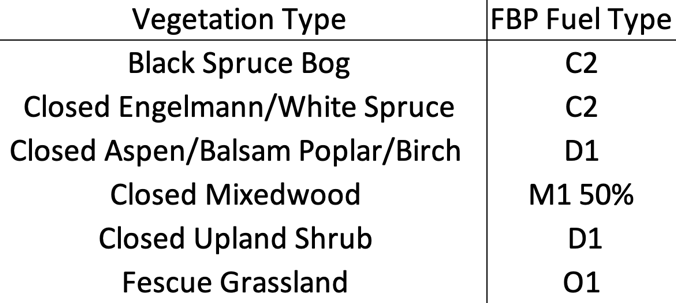 Vegetation Type FBP Fuel Type
Black Spruce Bog C2
Closed Engelmann/White Spruce C2
Closed Aspen/Balsam Poplar/Birch D1
Closed Mixedwood M1 50%
Closed Upland Shrub D1
Fescue Grassland O1